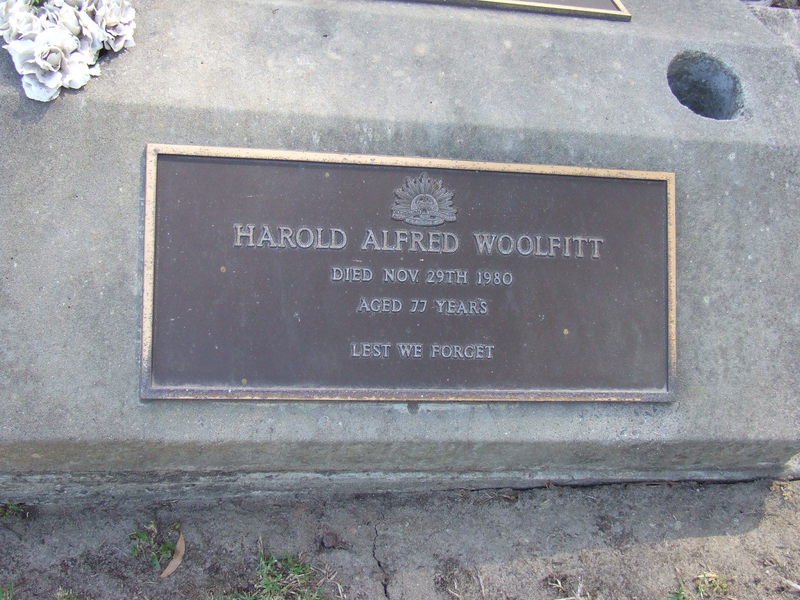 HAROLD ALFRED WOOLFITT
DIED NOV. 29TH 1980
AGED 77 YEARS
LEST WE FORGET